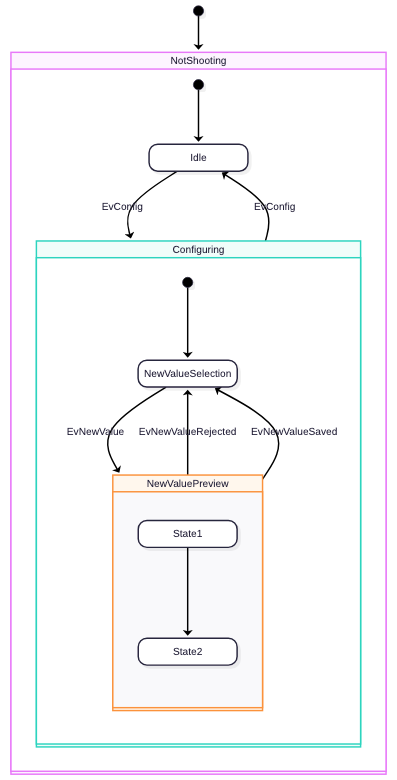 NotShooting
Idle
EvConfig
EvConfig
Configuring
NewValueSelection
EvNewValue
EvNewValueRejected
EvNewValueSaved
NewValuePreview
State1
State2